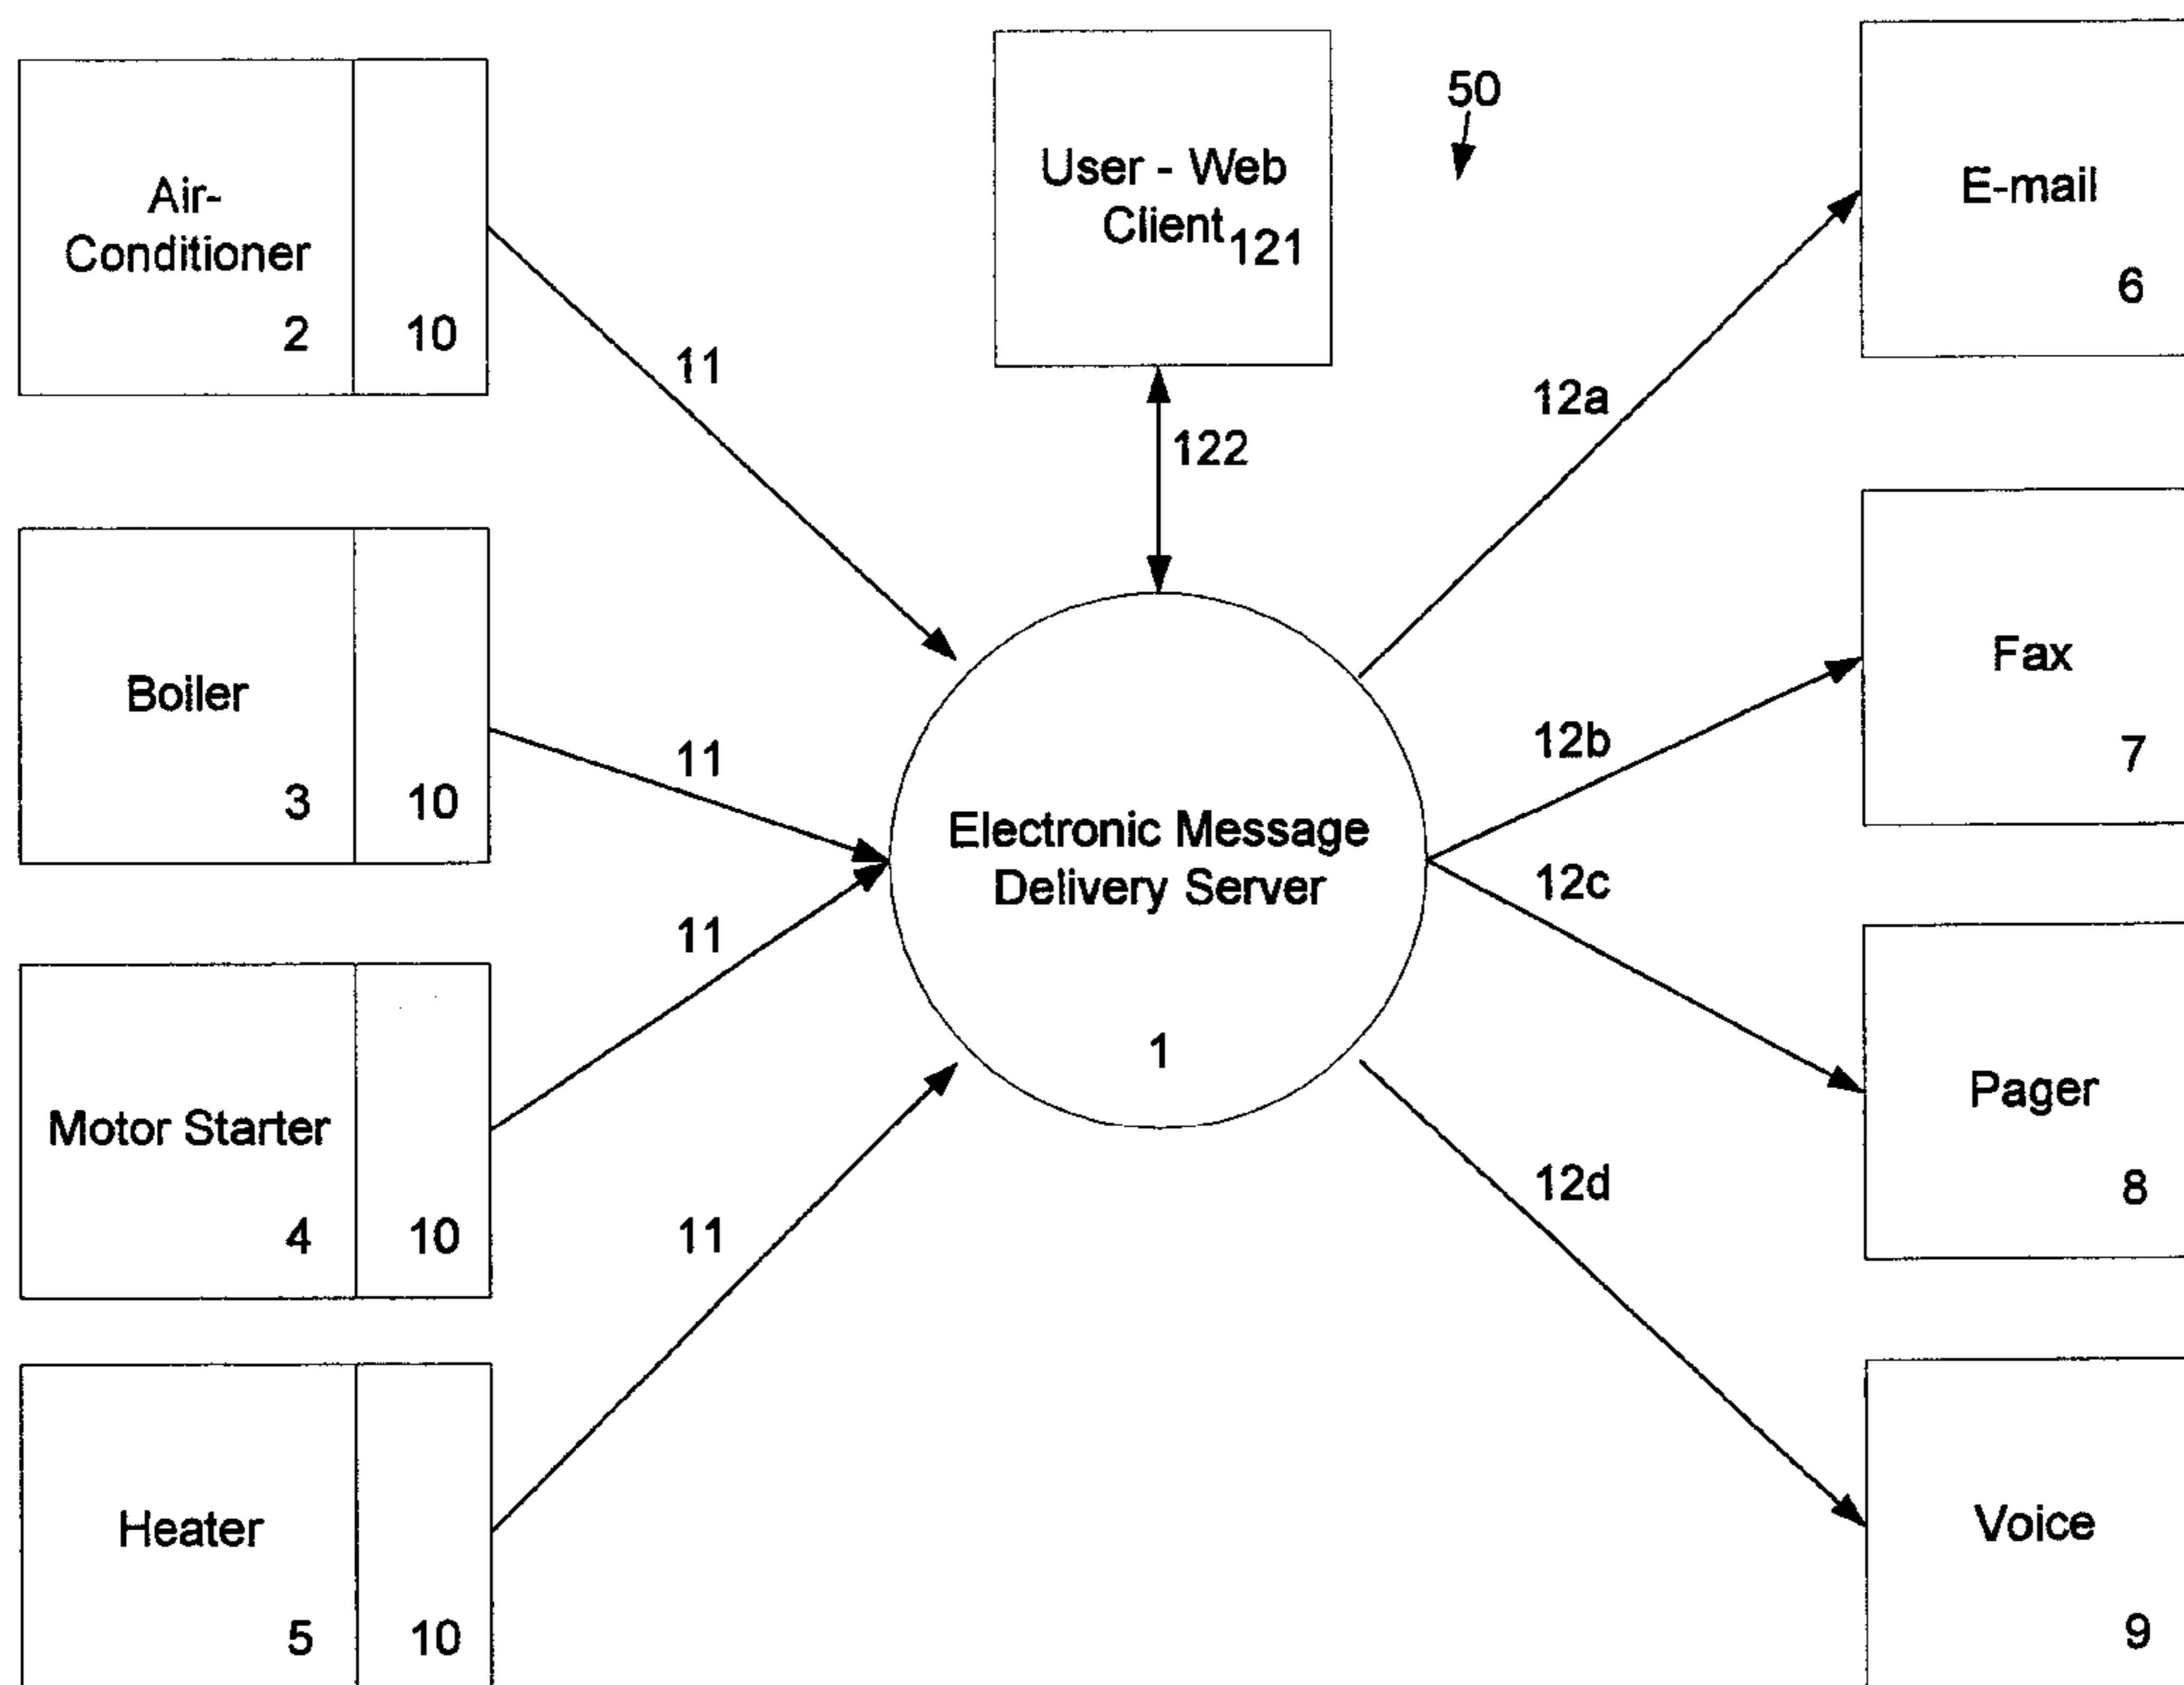 Air-
Conditioner
2
10
11
Boiler
3
10
11
Motor Starter
4
10
11
Heater
5
10
11
User - Web
Client
121
122
50
Electronic Message
Delivery Server
1
12a
12b
12c
12d
E-mail
6
Fax
7
Pager
8
Voice
9